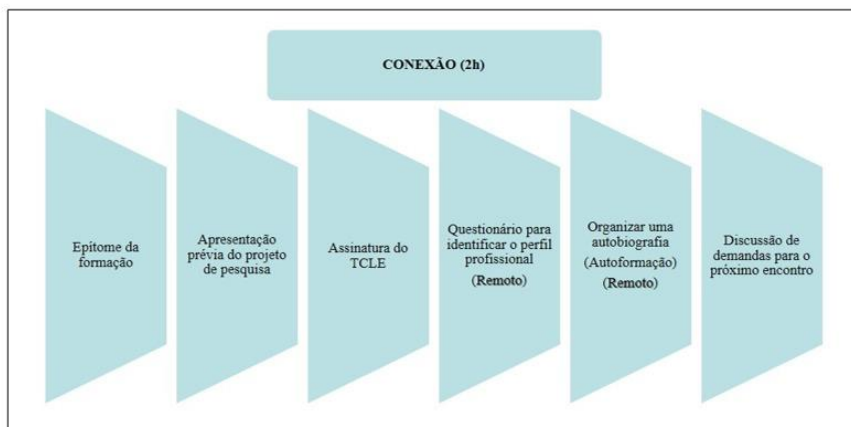 CONEXÃO (2h)
Epítome da
formação
Apresentação
prévia do projeto
de pesquisa
Assinatura do
TCLE
Questionário para
identificar o perfil
profissional
(Remoto)
Organizar uma
autobiografia
(Autoformação)
(Remoto)
Discussão de
demandas para o
próximo encontro